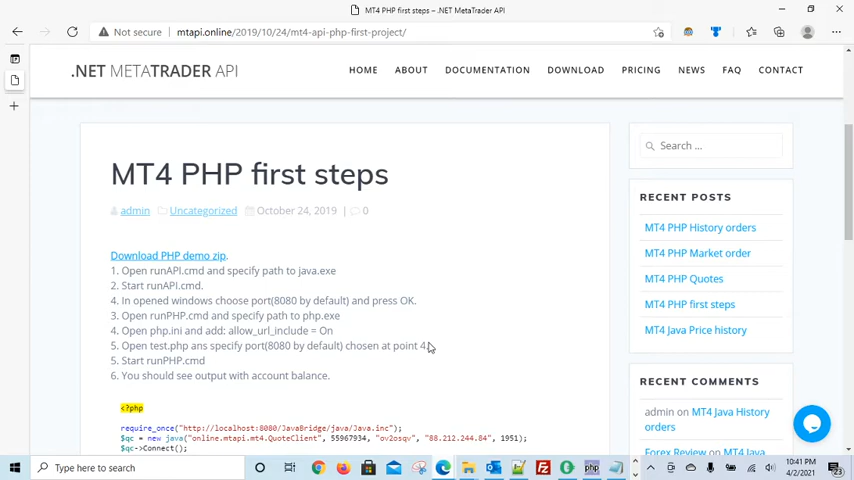 MT4 PHP first steps – .NET MetaTrader API
Not secure | mtapi.online/2019/10/24/mt4-api-php-first-project/
.NET METATRADER API
HOME ABOUT DOCUMENTATION DOWNLOAD PRICING NEWS FAQ CONTACT
MT4 PHP first steps
admin Uncategorized October 24, 2019 | 0
Download PHP demo zip.
1. Open runAPI.cmd and specify path to java.exe
2. Start runAPI.cmd.
4. In opened windows choose port(8080 by default) and press OK.
3. Open runPHP.cmd and specify path to php.exe
4. Open php.ini and add: allow_url_include = On
5. Open test.php ans specify port(8080 by default) chosen at point 4.
5. Start runPHP.cmd
6. You should see output with account balance.
<?php
require_once("http://localhost:8080/JavaBridge/java/Java.inc");
$qc = new java("online.mtapi.mt4.QuoteClient", 55967934, "ov2osqv", "88.212.244.84", 1951);
$qc->Connect();
Search ...
RECENT POSTS
MT4 PHP History orders
MT4 PHP Market order
MT4 PHP Quotes
MT4 PHP first steps
MT4 Java Price history
RECENT COMMENTS
admin on MT4 Java History
orders
Forex Review on MT4 Java
Type here to search
php
10:41 PM
4/2/2021
23